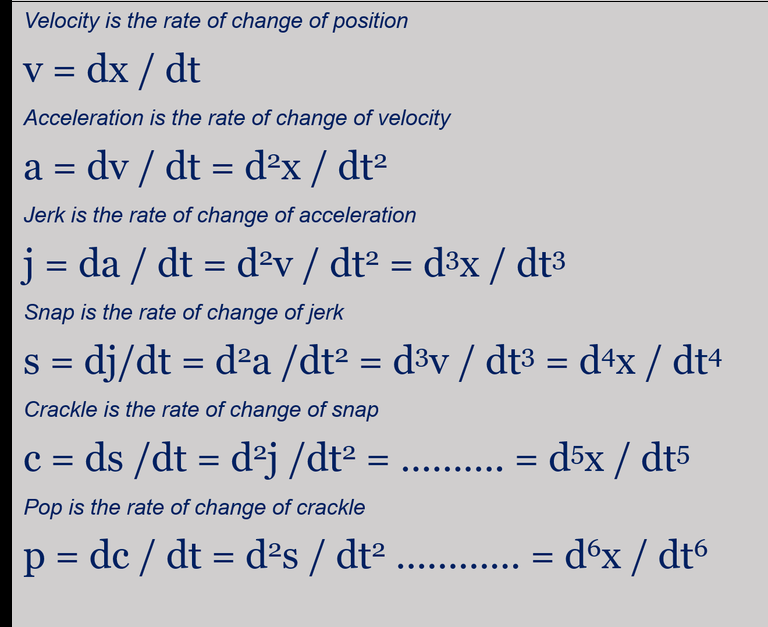 Velocity is the rate of change of position
v = dx / dt
Acceleration is the rate of change of velocity
a = dv / dt = d²x / dt²
Jerk is the rate of change of acceleration
j = da / dt = d²v / dt² = d³x / dt³
Snap is the rate of change of jerk
s = dj/dt = d²a /dt² = d³v / dt³ = d⁴x / dt⁴
Crackle is the rate of change of snap
c = ds /dt = d²j /dt² = .......... = d⁵x / dt⁵
Pop is the rate of change of crackle
p = dc / dt = d²s / dt² ............ = d⁶x / dt⁶